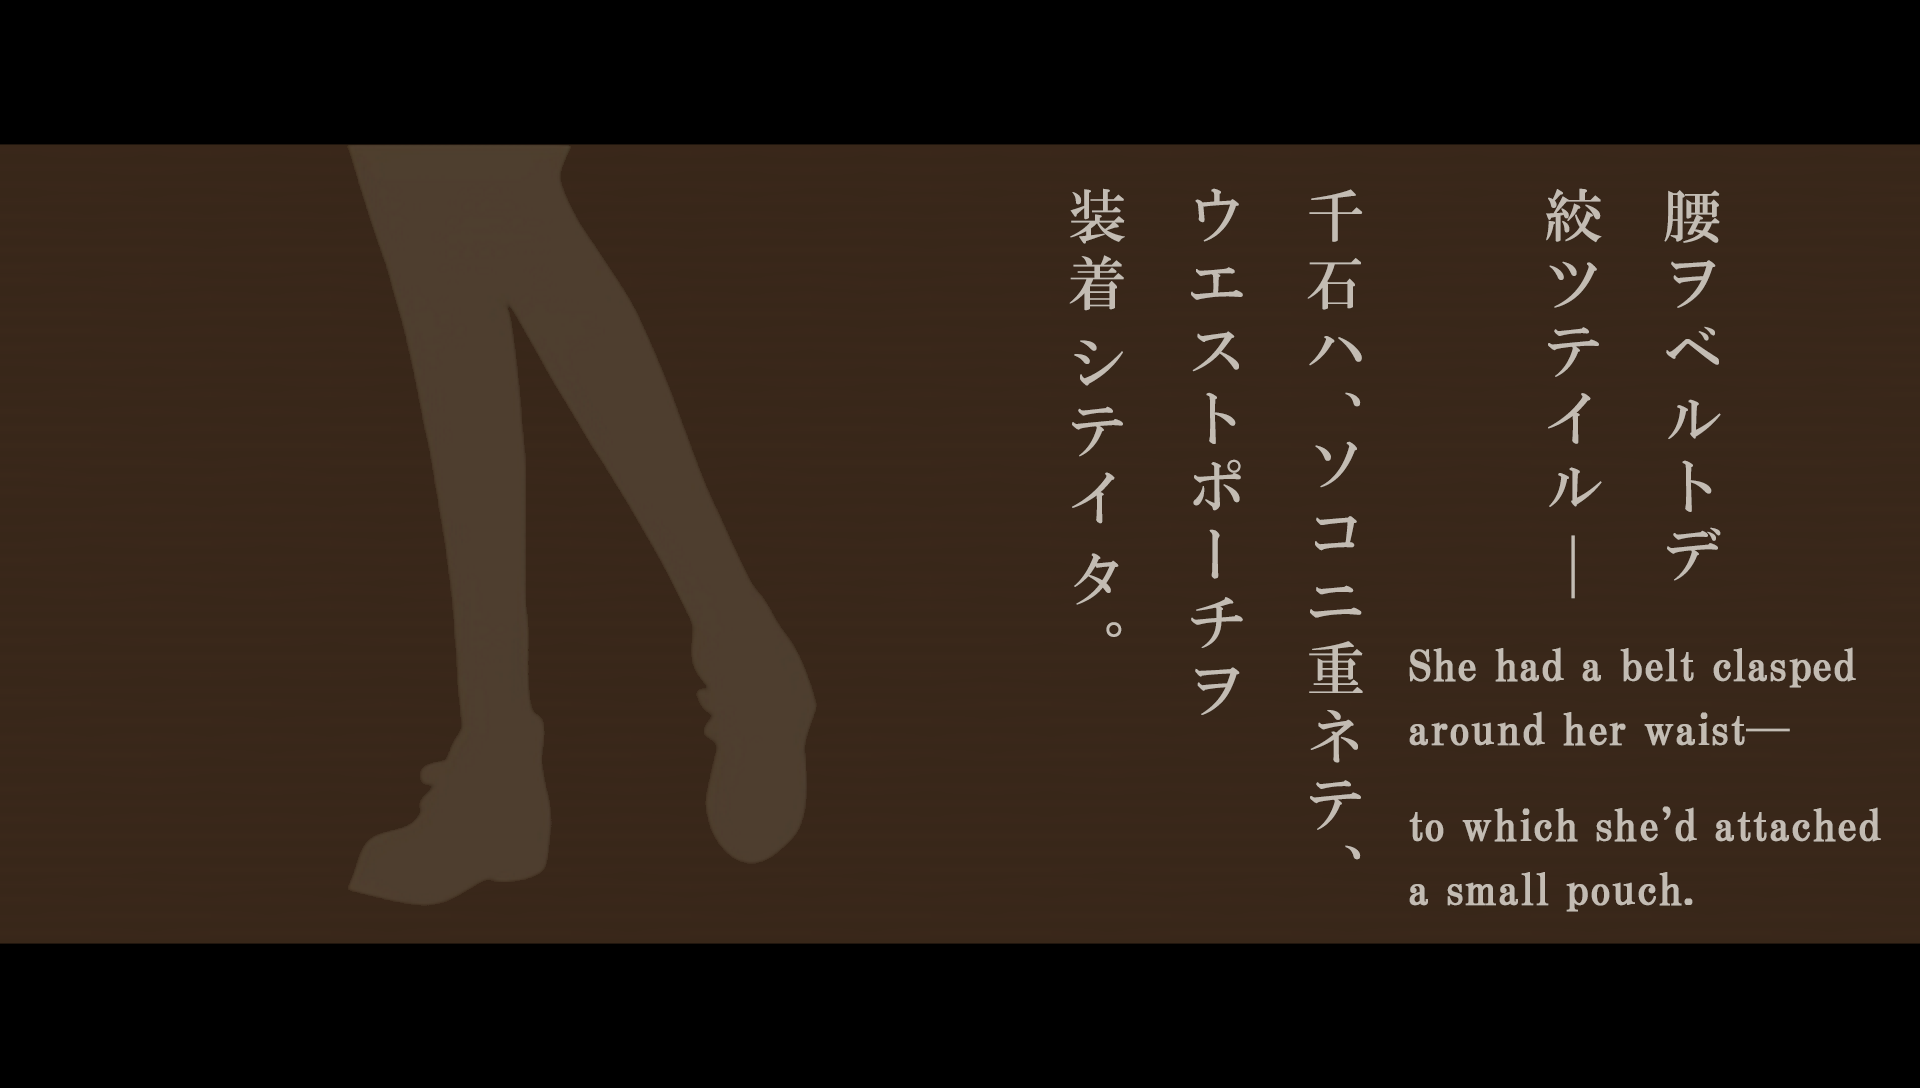 腰ヲベルトデ
絞ツテイル―
千石ハ、ソコニ重ネテ、
ウエストポーチヲ
装着シテイタ。
She had a belt clasped
around her waist—
to which she’d attached
a small pouch.